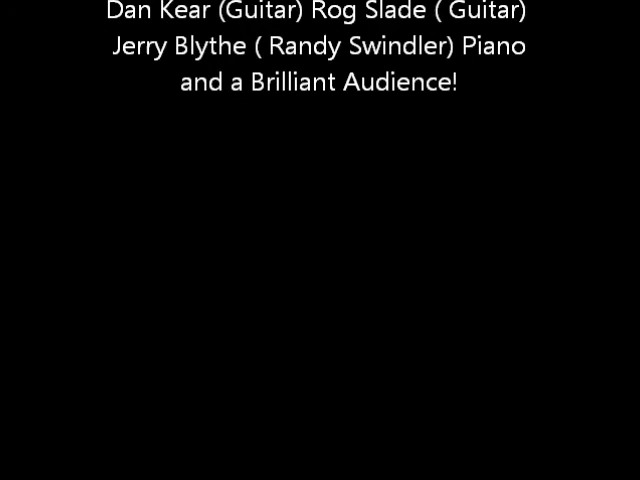 Dan Kear (Guitar) Rog Slade ( Guitar)
Jerry Blythe ( Randy Swindler) Piano
and a Brilliant Audience!